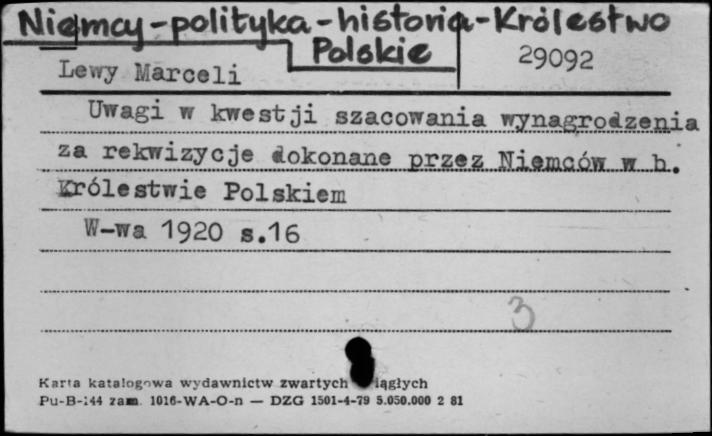 Niemcy-polityka-historia-Królestwo
Polskie
29092
Lewy Marceli
Uwagi w kwestji szacowania wynagrodzenia
za rekwizycje dokonane przez Niemców w b.
Królestwie Polskiem
W-wa 1920 s.16
3
Karta katalogowa wydawnictw zwartych iągłych
Pu-B-144 zam. 1016-WA-O-n — DZG 1501-4-79 5.050.000 2 81